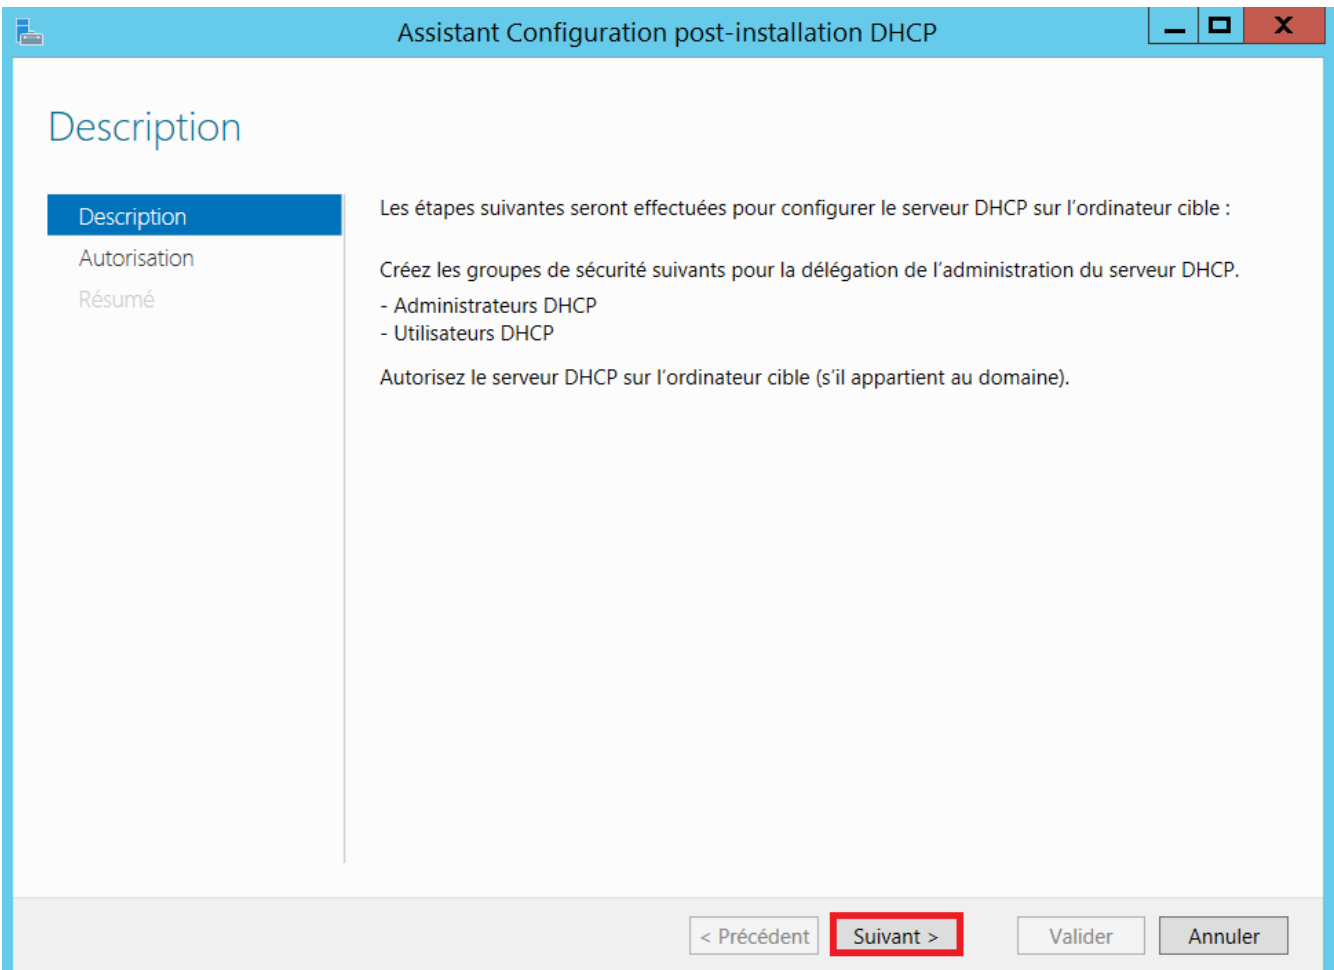 Assistant Configuration post-installation DHCP
Description
Description
Autorisation
Résumé
Les étapes suivantes seront effectuées pour configurer le serveur DHCP sur l'ordinateur cible :
Créez les groupes de sécurité suivants pour la délégation de l'administration du serveur DHCP.
- Administrateurs DHCP
- Utilisateurs DHCP
Autorisez le serveur DHCP sur l'ordinateur cible (s'il appartient au domaine).
< Précédent Suivant > Valider Annuler